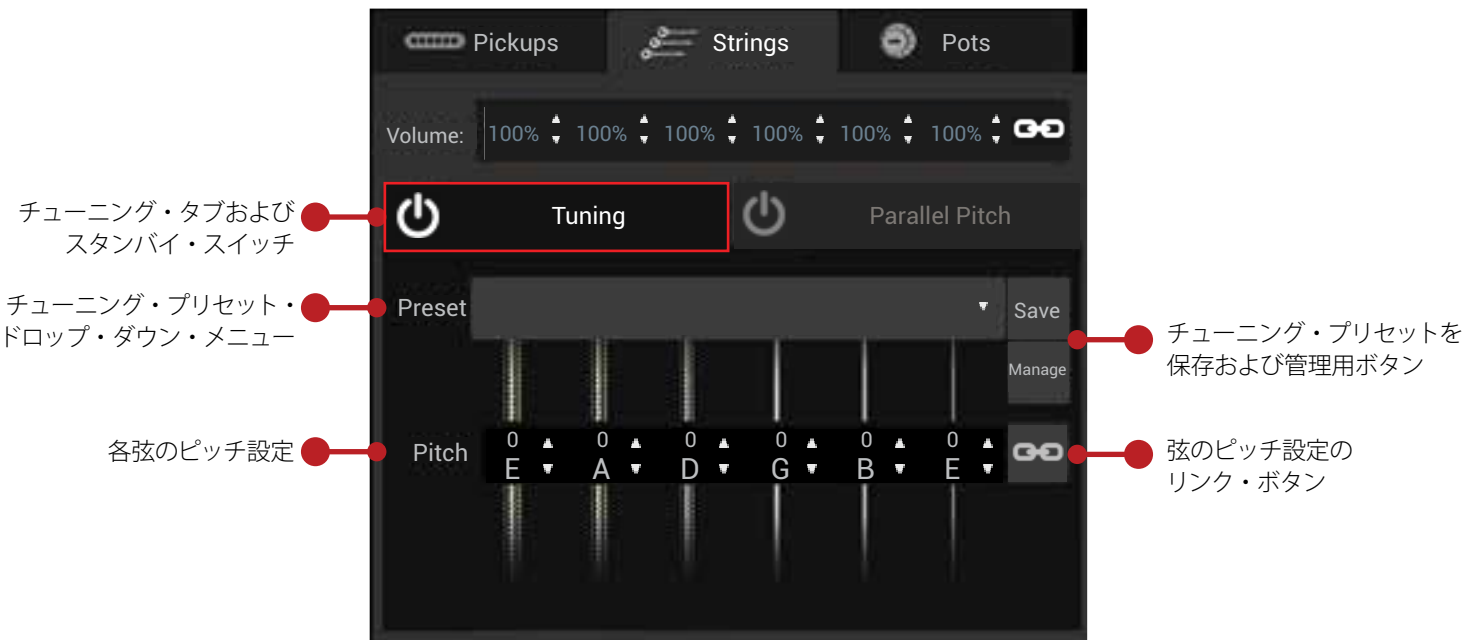 Pickups Strings Pots
Volume: 100% 100% 100% 100% 100% 100%
チューニング・タブおよび
スタンバイ・スイッチ
Tuning Parallel Pitch
チューニング・プリセット・
ドロップ・ダウン・メニュー
Preset Save
Manage
チューニング・プリセットを
保存および管理用ボタン
各弦のピッチ設定
Pitch
0 0 0 0 0 0
E A D G B E
弦のピッチ設定の
リンク・ボタン